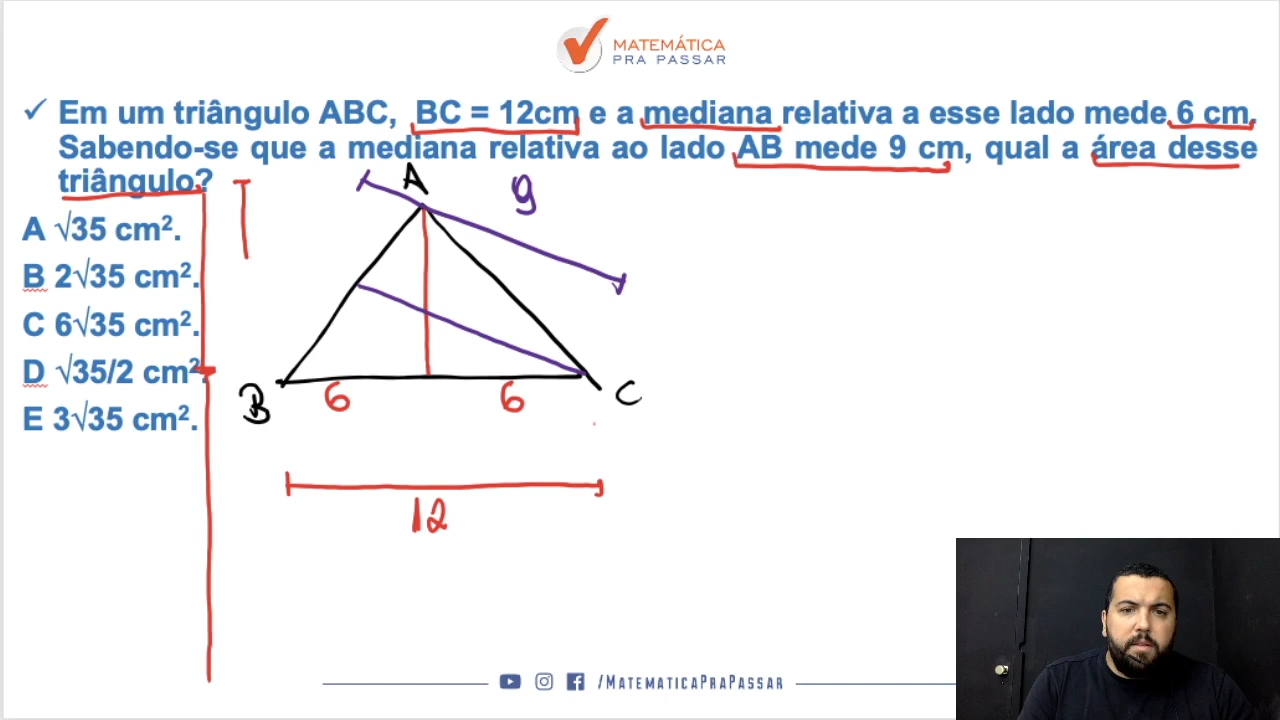 MATEMÁTICA
PRA PASSAR
✓ Em um triângulo ABC, BC = 12cm e a mediana relativa a esse lado mede 6 cm.
Sabendo-se que a mediana relativa ao lado AB mede 9 cm, qual a área desse
triângulo?
A
9
A √35 cm².
B 2√35 cm².
C 6√35 cm².
D √35/2 cm².
E 3√35 cm².
B
6
6
C
12
/MATEMATICAPRAPASSAR